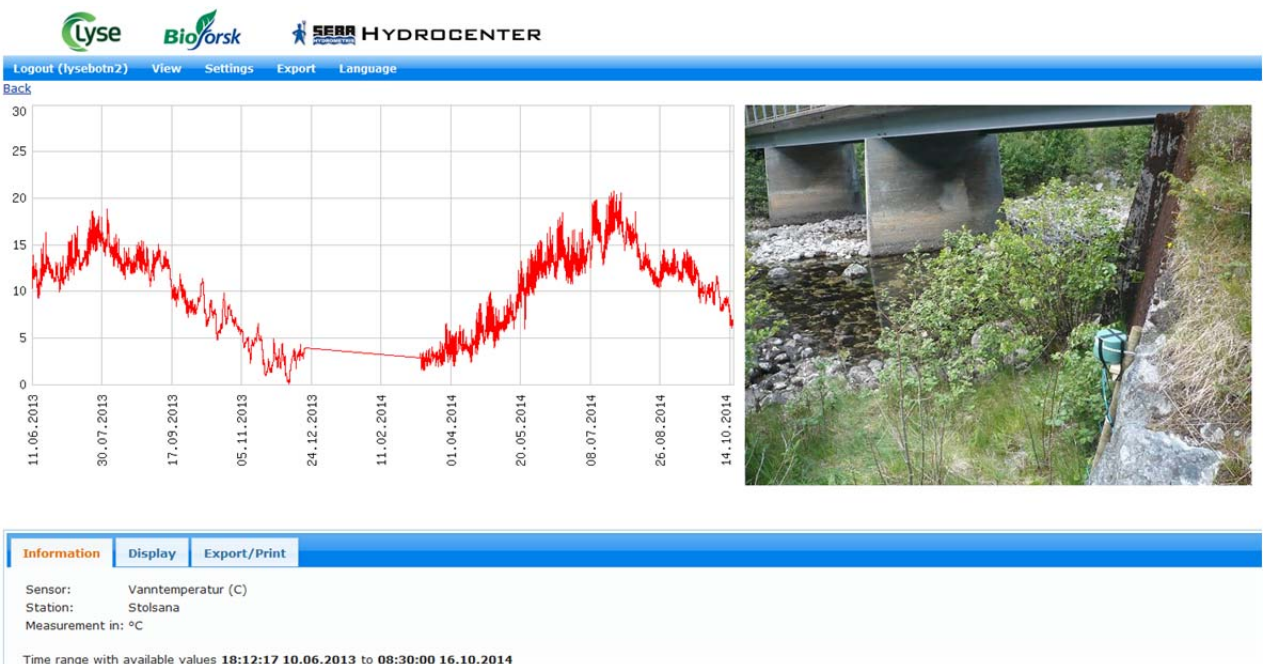 Lyse Bioforsk SEBA HYDROMETRIE HYDROCENTER
Logout (lysebotn2) View Settings Export Language
Back
30
25
20
15
10
5
0
11.06.2013 30.07.2013 17.09.2013 05.11.2013 24.12.2013 11.02.2014 01.04.2014 20.05.2014 08.07.2014 26.08.2014 14.10.2014
Information Display Export/Print
Sensor: Vanntemperatur (C)
Station: Stolsana
Measurement in: °C
Time range with available values 18:12:17 10.06.2013 to 08:30:00 16.10.2014